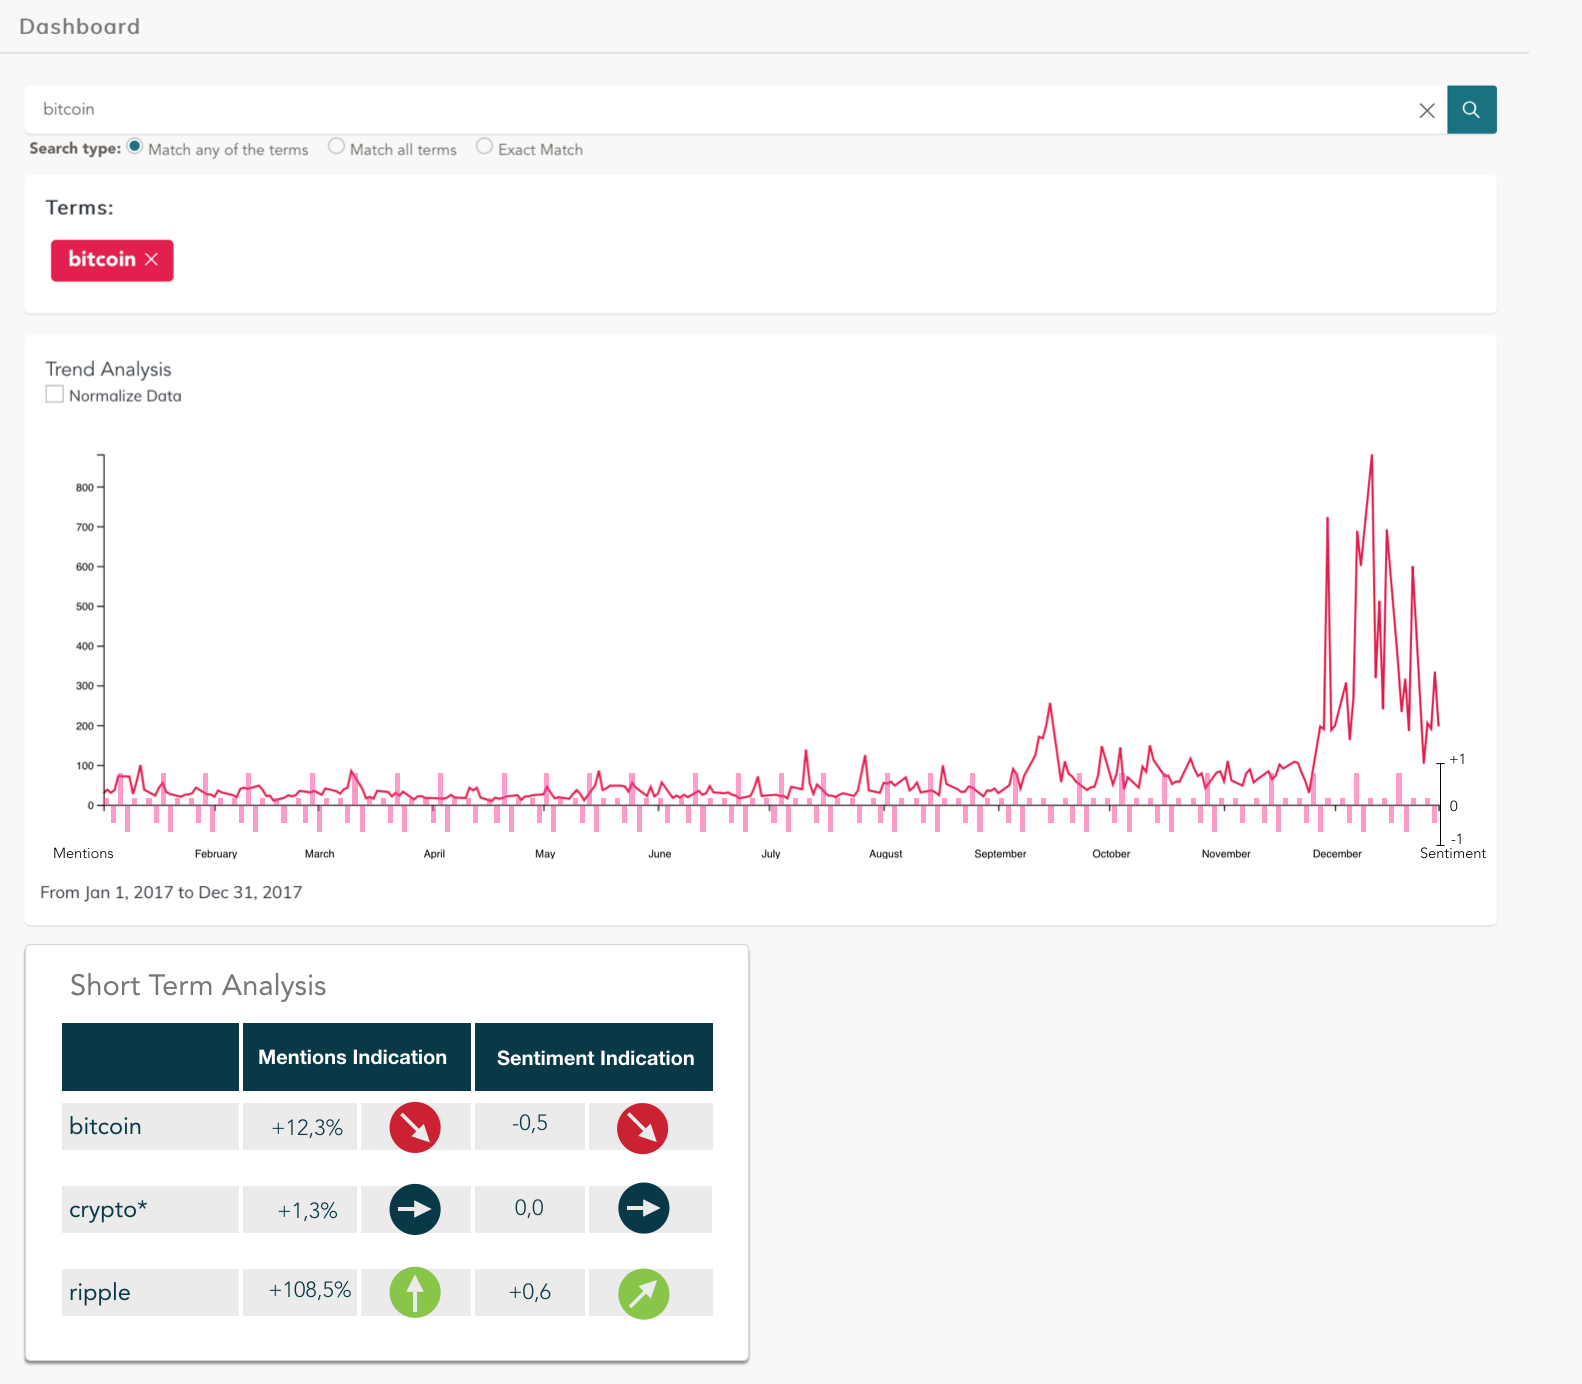 Dashboard
bitcoin
Search type: Match any of the terms Match all terms Exact Match
Terms:
bitcoin
Trend Analysis
Normalize Data
800
700
600
500
400
300
200
100
0
+1
0
-1
Mentions February March April May June July August September October November December Sentiment
From Jan 1, 2017 to Dec 31, 2017
Short Term Analysis
Mentions Indication Sentiment Indication
bitcoin +12,3% -0,5
crypto* +1,3% 0,0
ripple +108,5% +0,6